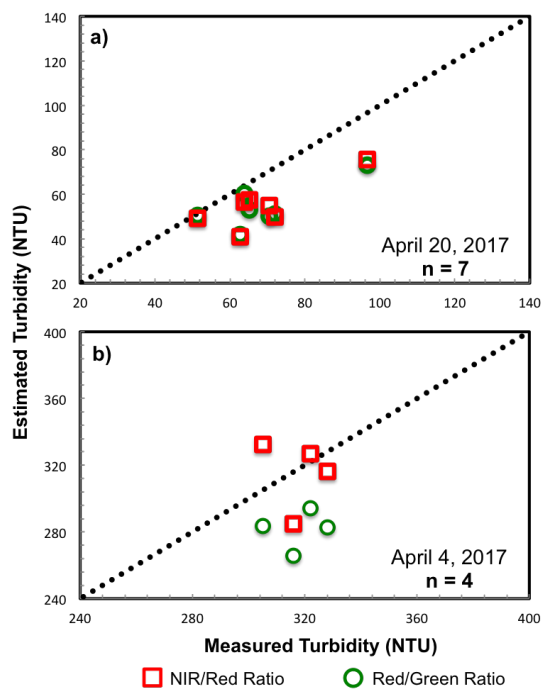 140
a)
120
100
80
60
40
20
April 20, 2017
n = 7
20 40 60 80 100 120 140
Estimated Turbidity (NTU)
400
b)
360
320
280
240
April 4, 2017
n = 4
240 280 320 360 400
Measured Turbidity (NTU)
NIR/Red Ratio Red/Green Ratio